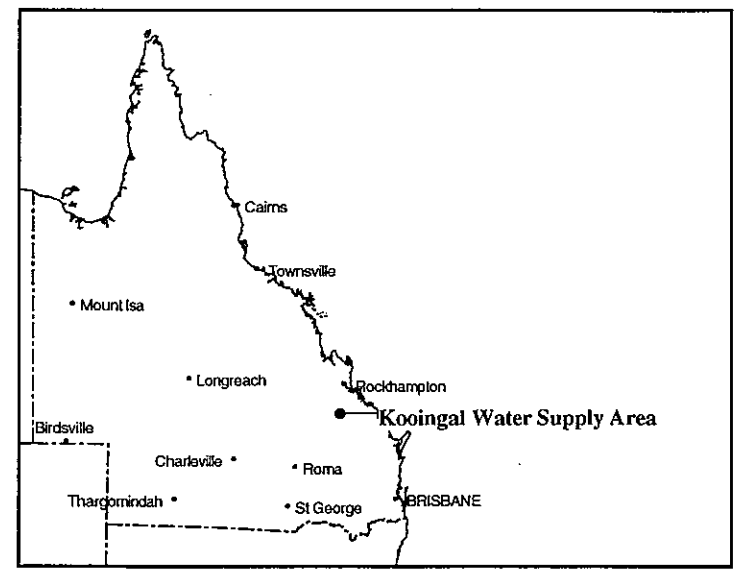 Cairns
Townsville
Mount Isa
Longreach
Rockhampton
Kooingal Water Supply Area
Birdsville
Charleville
Roma
Thargomindah
St George
BRISBANE